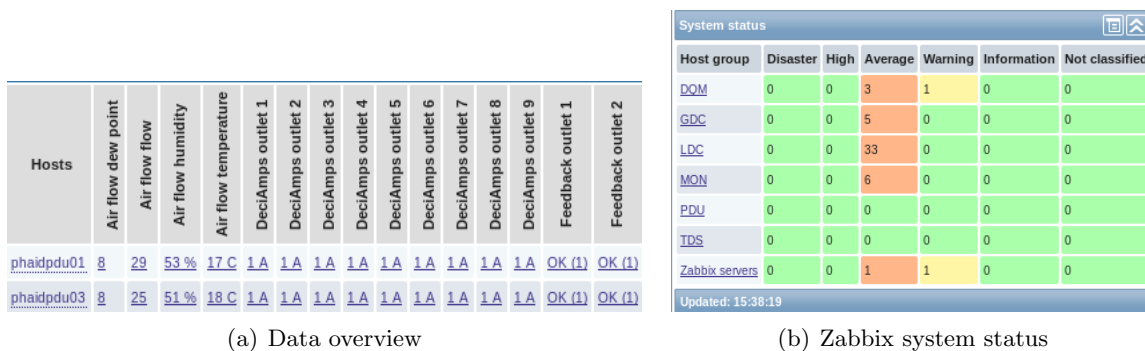 Hosts Air flow dew point Air flow flow Air flow humidity Air flow temperature DeciAmps outlet 1 DeciAmps outlet 2 DeciAmps outlet 3 DeciAmps outlet 4 DeciAmps outlet 5 DeciAmps outlet 6 DeciAmps outlet 7 DeciAmps outlet 8 DeciAmps outlet 9 Feedback outlet 1 Feedback outlet 2
phaidpdu01 8 29 53 % 17 C 1 A 1 A 1 A 1 A 1 A 1 A 1 A 1 A 1 A OK (1) OK (1)
phaidpdu03 8 25 51 % 18 C 1 A 1 A 1 A 1 A 1 A 1 A 1 A 1 A 1 A OK (1) OK (1)
(a) Data overview
System status
Host group Disaster High Average Warning Information Not classified
DQM 0 0 3 1 0 0
GDC 0 0 5 0 0 0
LDC 0 0 33 0 0 0
MON 0 0 6 0 0 0
PDU 0 0 0 0 0 0
TDS 0 0 0 0 0 0
Zabbix servers 0 0 1 1 0 0
Updated: 15:38:19
(b) Zabbix system status